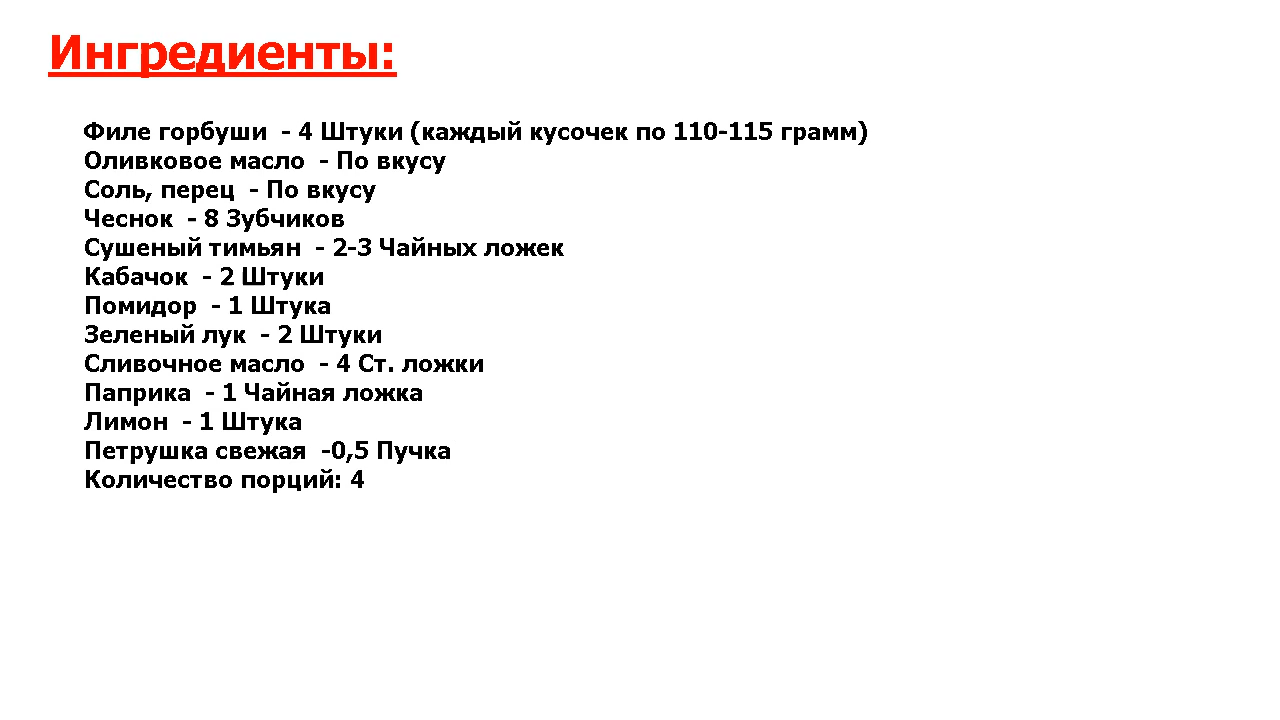 Ингредиенты:
Филе горбуши  - 4 Штуки (каждый кусочек по 110-115 грамм)
Оливковое масло  - По вкусу
Соль, перец  - По вкусу
Чеснок  - 8 Зубчиков
Сушеный тимьян  - 2-3 Чайных ложек
Кабачок  - 2 Штуки
Помидор  - 1 Штука
Зеленый лук  - 2 Штуки
Сливочное масло  - 4 Ст. ложки
Паприка  - 1 Чайная ложка
Лимон  - 1 Штука
Петрушка свежая  -0,5 Пучка
Количество порций: 4